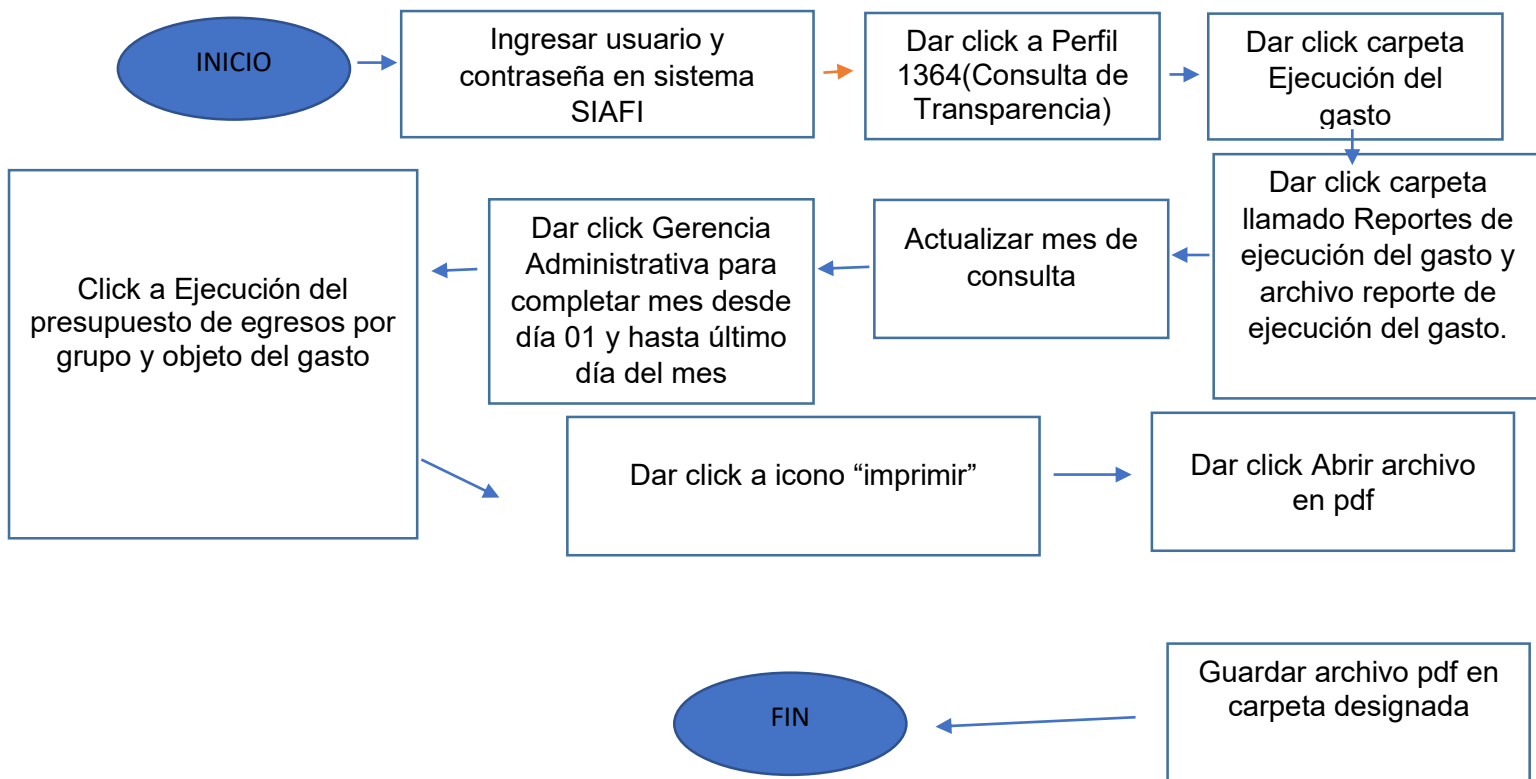 INICIO
Ingresar usuario y
contraseña en sistema
SIAFI
Dar click a Perfil
1364(Consulta de
Transparencia)
Dar click carpeta
Ejecución del
gasto
Dar click carpeta
llamado Reportes de
ejecución del gasto y
archivo reporte de
ejecución del gasto.
Actualizar mes de
consulta
Dar click Gerencia
Administrativa para
completar mes desde
día 01 y hasta último
día del mes
Click a Ejecución del
presupuesto de egresos por
grupo y objeto del gasto
Dar click a icono “imprimir”
Dar click Abrir archivo
en pdf
Guardar archivo pdf en
carpeta designada
FIN